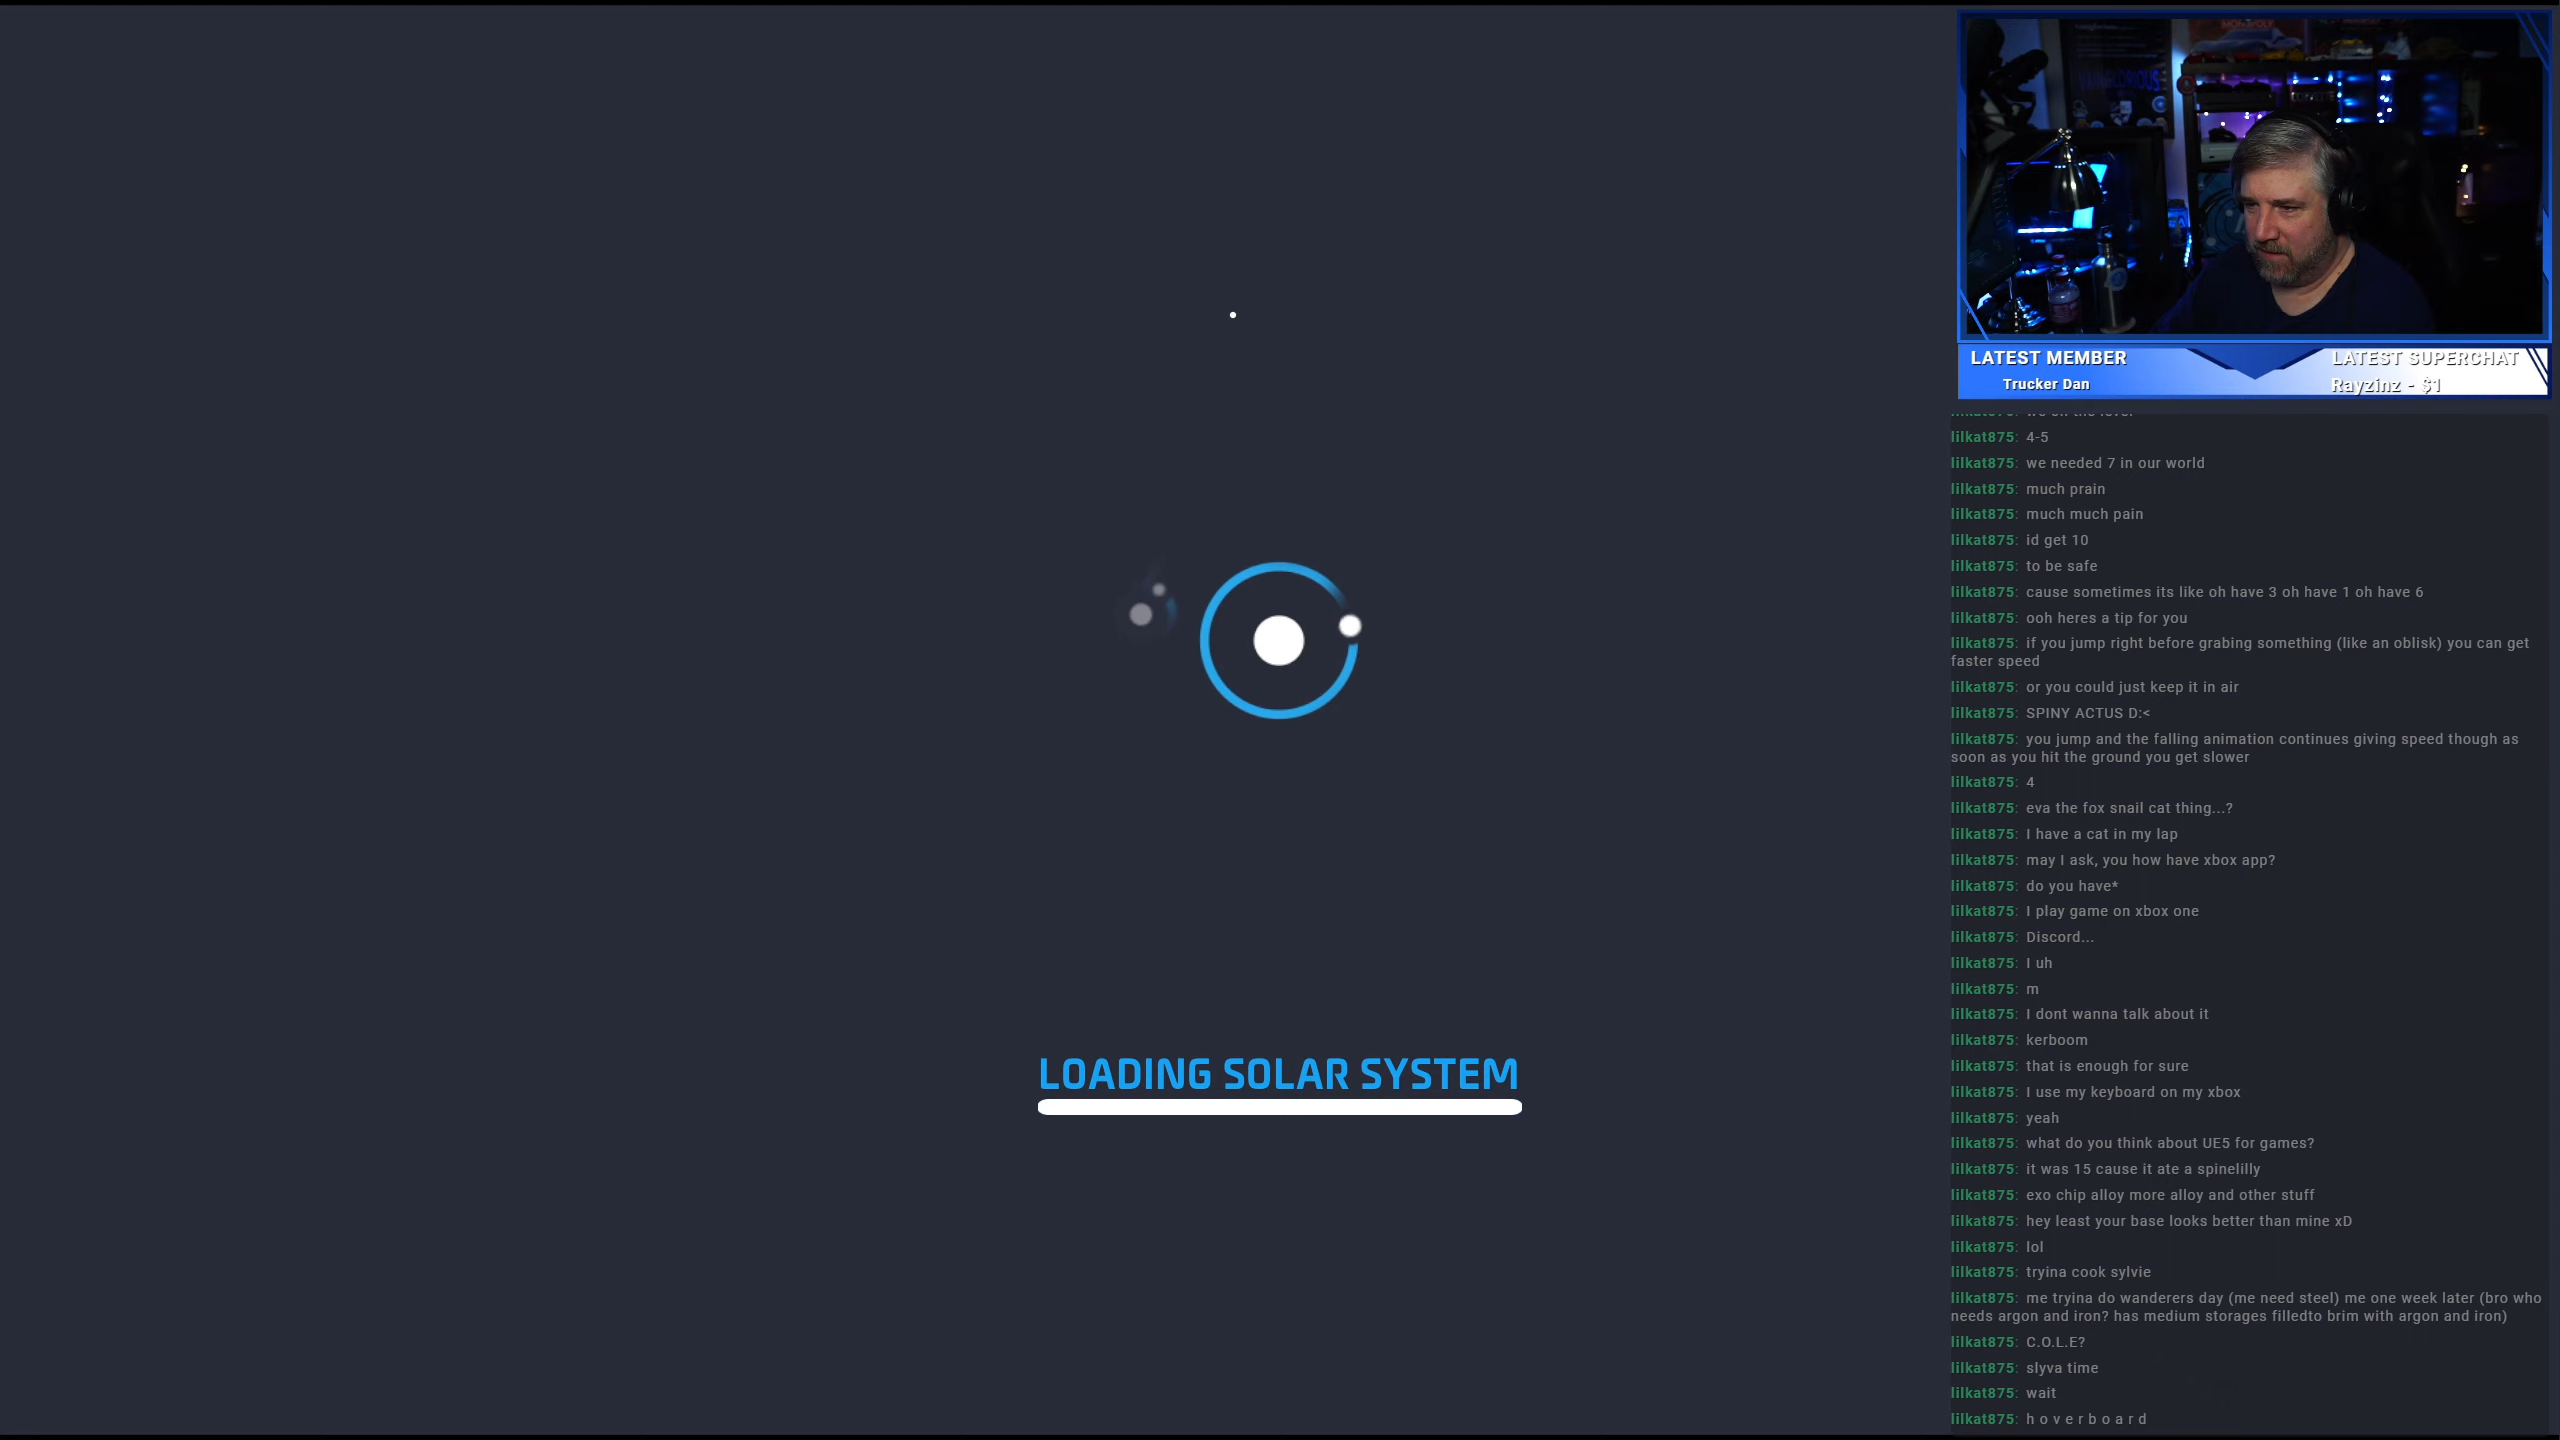 LATEST MEMBER
LATEST SUPERCHAT
Trucker Dan
Rayzinz - $1
lilkat875: 4-5
lilkat875: we needed 7 in our world
lilkat875: much prain
lilkat875: much much pain
lilkat875: id get 10
lilkat875: to be safe
lilkat875: cause sometimes its like oh have 3 oh have 1 oh have 6
lilkat875: ooh heres a tip for you
lilkat875: if you jump right before grabing something (like an oblisk) you can get
faster speed
lilkat875: or you could just keep it in air
lilkat875: SPINY ACTUS D:<
lilkat875: you jump and the falling animation continues giving speed though as
soon as you hit the ground you get slower
lilkat875: 4
lilkat875: eva the fox snail cat thing...?
lilkat875: I have a cat in my lap
lilkat875: may I ask, you how have xbox app?
lilkat875: do you have*
lilkat875: I play game on xbox one
lilkat875: Discord...
lilkat875: I uh
lilkat875: m
lilkat875: I dont wanna talk about it
lilkat875: kerboom
lilkat875: that is enough for sure
lilkat875: I use my keyboard on my xbox
lilkat875: yeah
lilkat875: what do you think about UE5 for games?
lilkat875: it was 15 cause it ate a spinelilly
lilkat875: exo chip alloy more alloy and other stuff
lilkat875: hey least your base looks better than mine xD
lilkat875: lol
lilkat875: tryina cook sylvie
lilkat875: me tryina do wanderers day (me need steel) me one week later (bro who
needs argon and iron? has medium storages filledto brim with argon and iron)
lilkat875: C.O.L.E?
lilkat875: slyva time
lilkat875: wait
lilkat875: h o v e r b o a r d
LOADING SOLAR SYSTEM